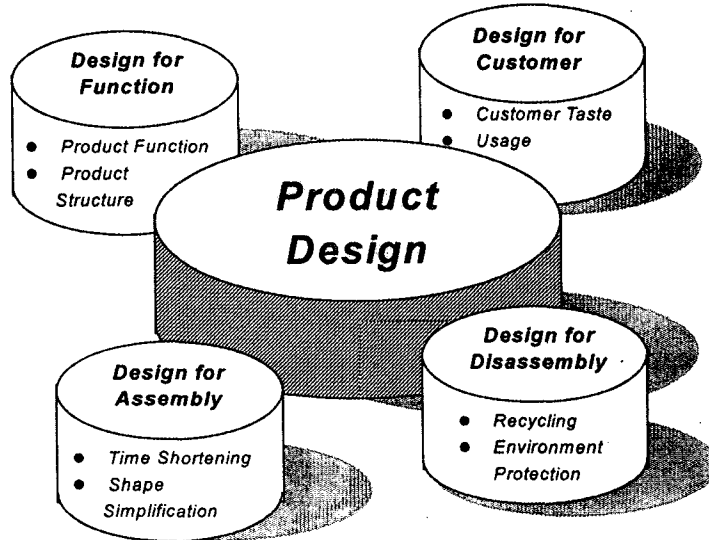 Design for
Function
● Product Function
● Product
Structure
Design for
Customer
● Customer Taste
● Usage
Product
Design
Design for
Assembly
● Time Shortening
● Shape
Simplification
Design for
Disassembly
● Recycling
● Environment
Protection